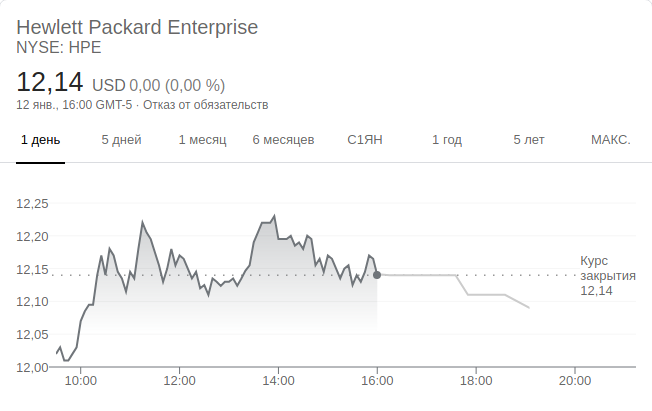 Hewlett Packard Enterprise
NYSE: HPE
12,14 USD 0,00 (0,00 %)
12 янв., 16:00 GMT-5 · Отказ от обязательств
1 день 5 дней 1 месяц 6 месяцев С1ЯН 1 год 5 лет МАКС.
12,25
12,20
12,15
12,10
12,05
12,00
Курс
закрытия
12,14
10:00 12:00 14:00 16:00 18:00 20:00